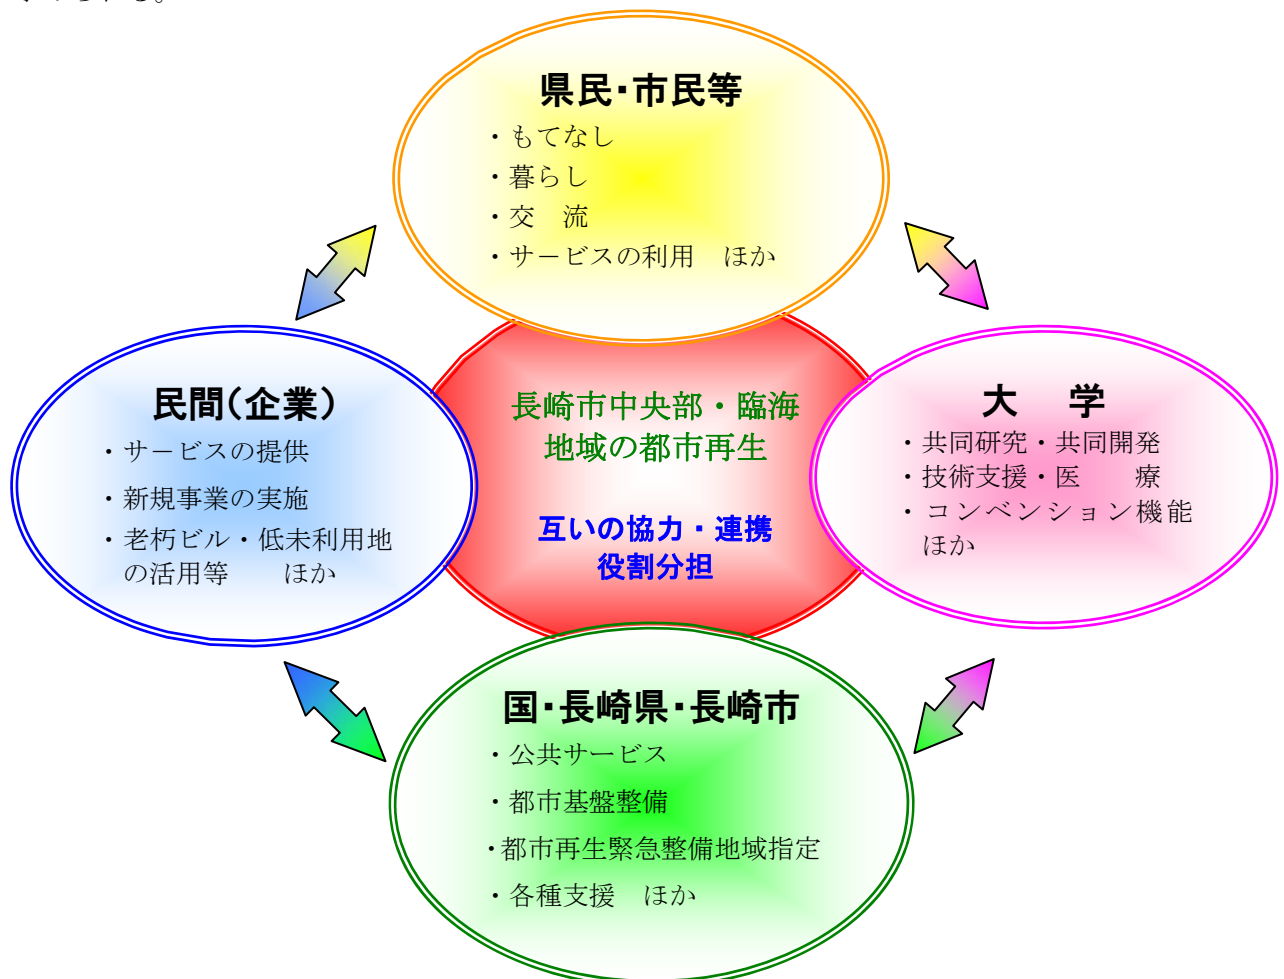 県民・市民等
・もてなし
・暮らし
・交　流
・サービスの利用　ほか
民間（企業）
・サービスの提供
・新規事業の実施
・老朽ビル・低未利用地
の活用等　　ほか
長崎市中央部・臨海
地域の都市再生
互いの協力・連携
役割分担
大　学
・共同研究・共同開発
・技術支援・医　　療
・コンベンション機能
ほか
国・長崎県・長崎市
・公共サービス
・都市基盤整備
・都市再生緊急整備地域指定
・各種支援　ほか